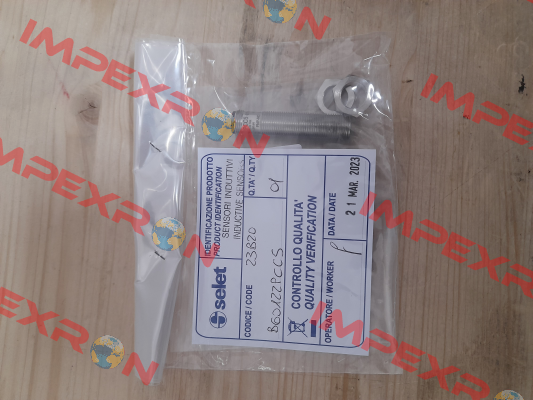 IMPEXRON
IMPEXRON
IMPEXRON
IMPEXRON
IMPEXRON
IMPEXRON
selet
IDENTIFICAZIONE PRODOTTO
PRODUCT IDENTIFICATION
SENSORI INDUTTIVI
INDUCTIVE SENSORS
CODICE / CODE
23B20
Q.TA' / Q.TY
01
B60122PCCS
CONTROLLO QUALITA'
QUALITY VERIFICATION
OPERATORE / WORKER
DATA / DATE
21 MAR. 2023